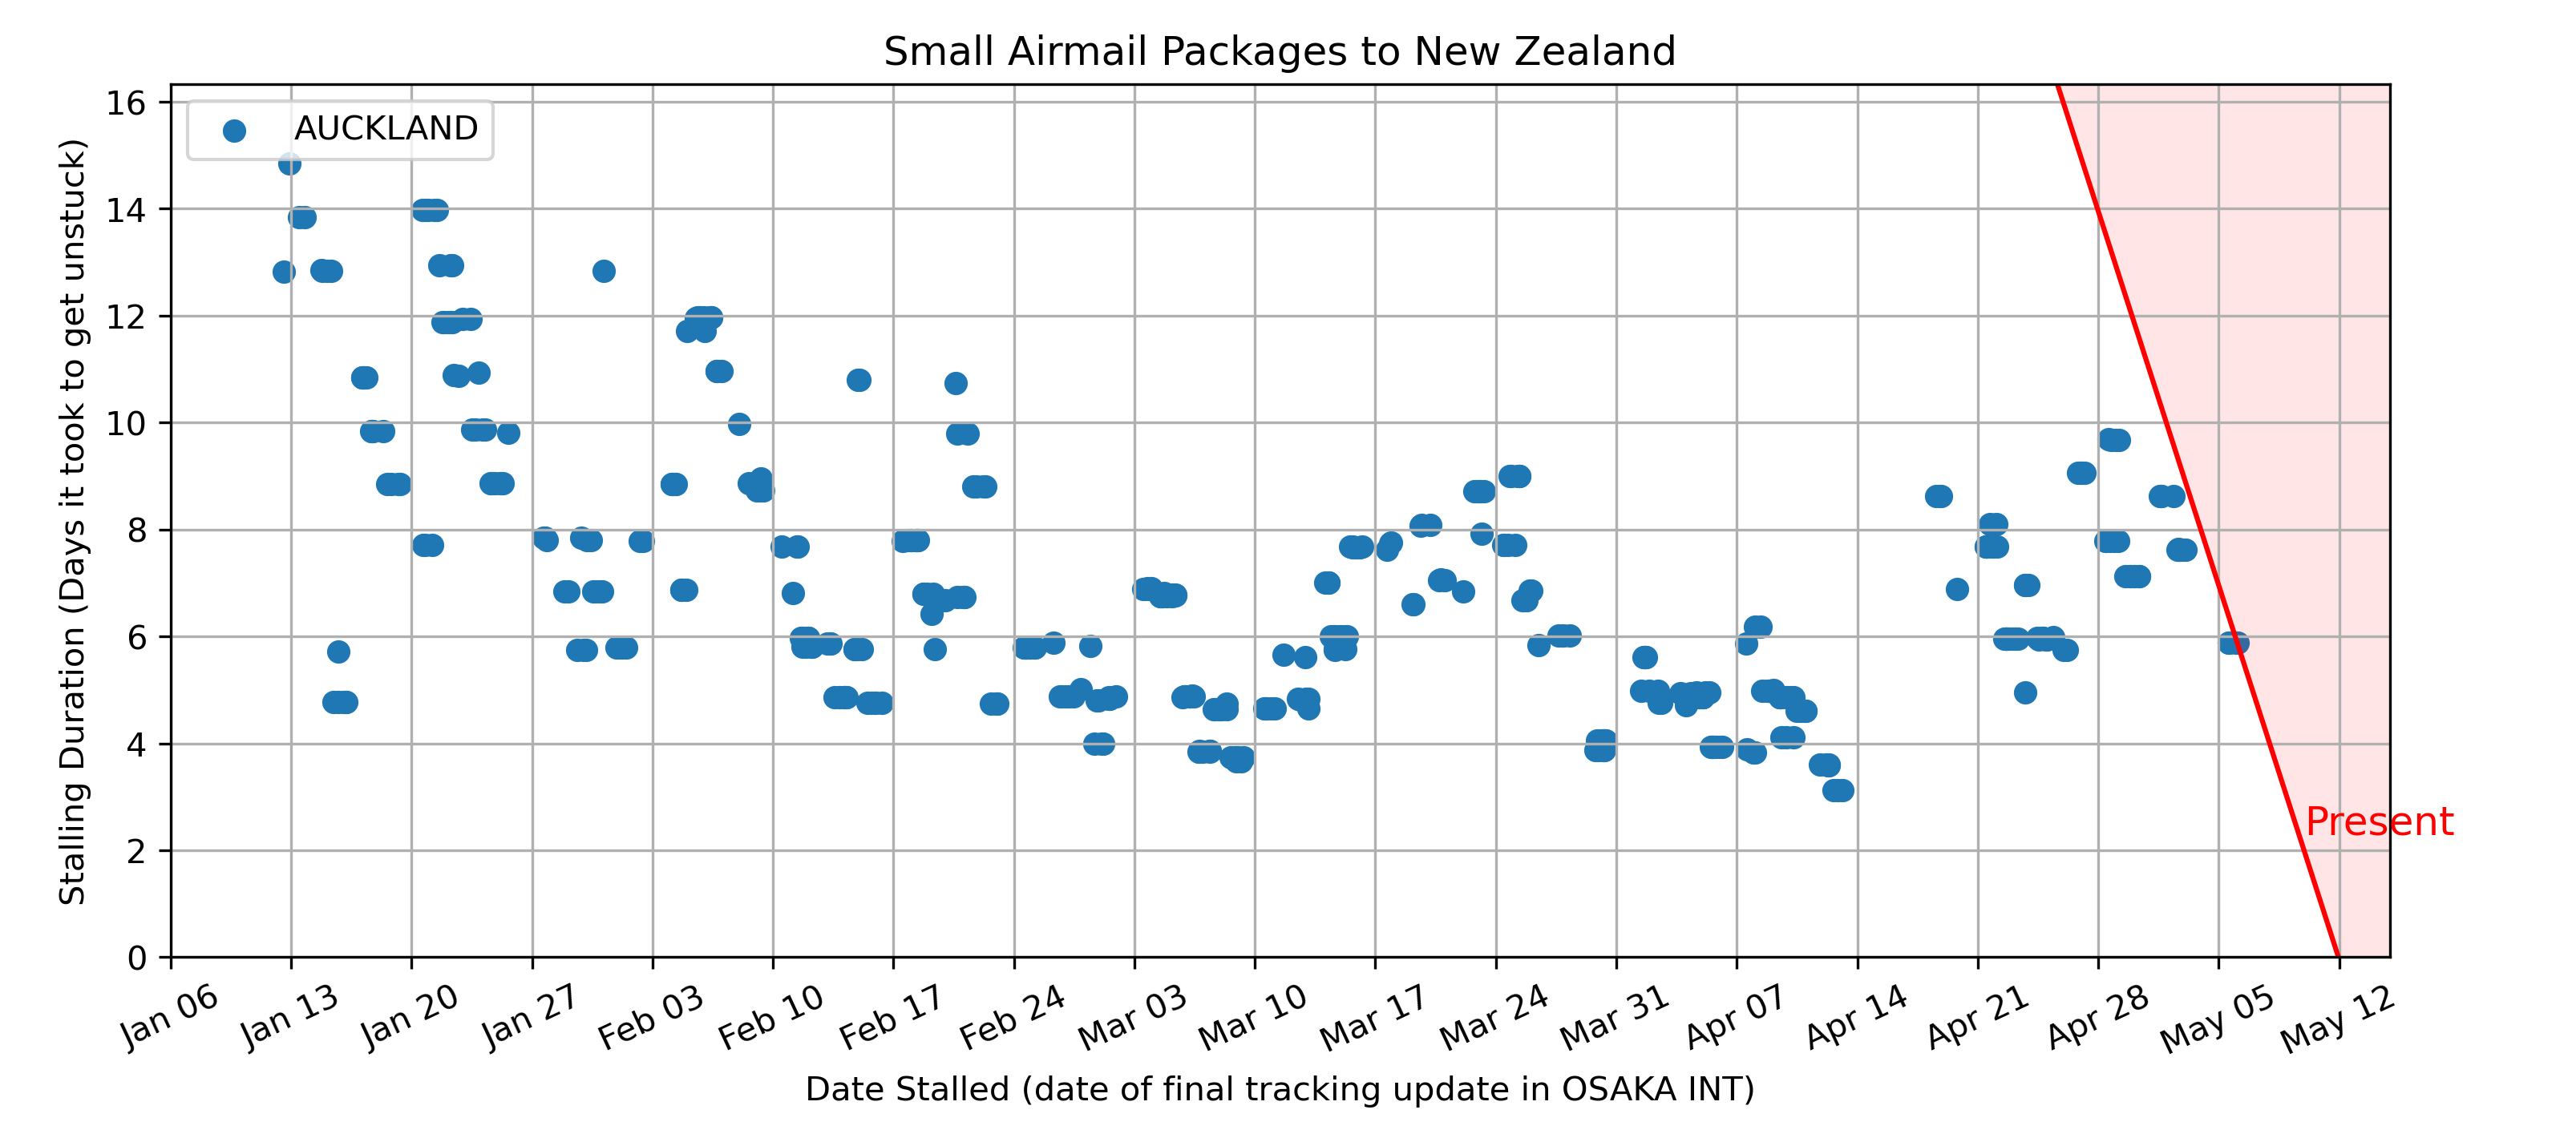 Small Airmail Packages to New Zealand
Stalling Duration (Days it took to get unstuck)
16
14
12
10
8
6
4
2
0
AUCKLAND
Present
Jan 06
Jan 13
Jan 20
Jan 27
Feb 03
Feb 10
Feb 17
Feb 24
Mar 03
Mar 10
Mar 17
Mar 24
Mar 31
Apr 07
Apr 14
Apr 21
Apr 28
May 05
May 12
Date Stalled (date of final tracking update in OSAKA INT)